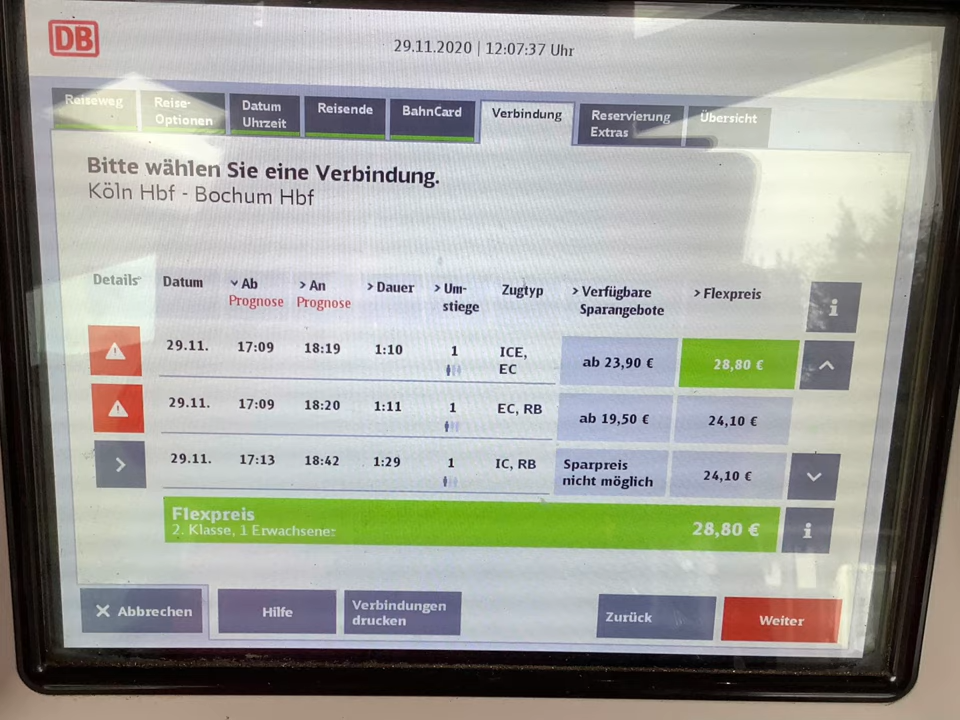 DB
29.11.2020 | 12:07:37 Uhr
Reiseweg
Reise-
Optionen
Datum
Uhrzeit
Reisende
BahnCard
Verbindung
Reservierung
Extras
Übersicht
Bitte wählen Sie eine Verbindung.
Köln Hbf - Bochum Hbf
Details
Datum
Ab
Prognose
> An
Prognose
> Dauer
> Um-
stiege
Zugtyp
> Verfügbare
Sparangebote
> Flexpreis
i
29.11. 17:09 18:19 1:10 1 ICE,
EC
ab 23,90 € 28,80 €
29.11. 17:09 18:20 1:11 1 EC, RB ab 19,50 € 24,10 €
29.11. 17:13 18:42 1:29 1 IC, RB Sparpreis
nicht möglich
24,10 €
Flexpreis
2. Klasse, 1 Erwachsener
28,80 €
i
X Abbrechen
Hilfe
Verbindungen
drucken
Zurück
Weiter